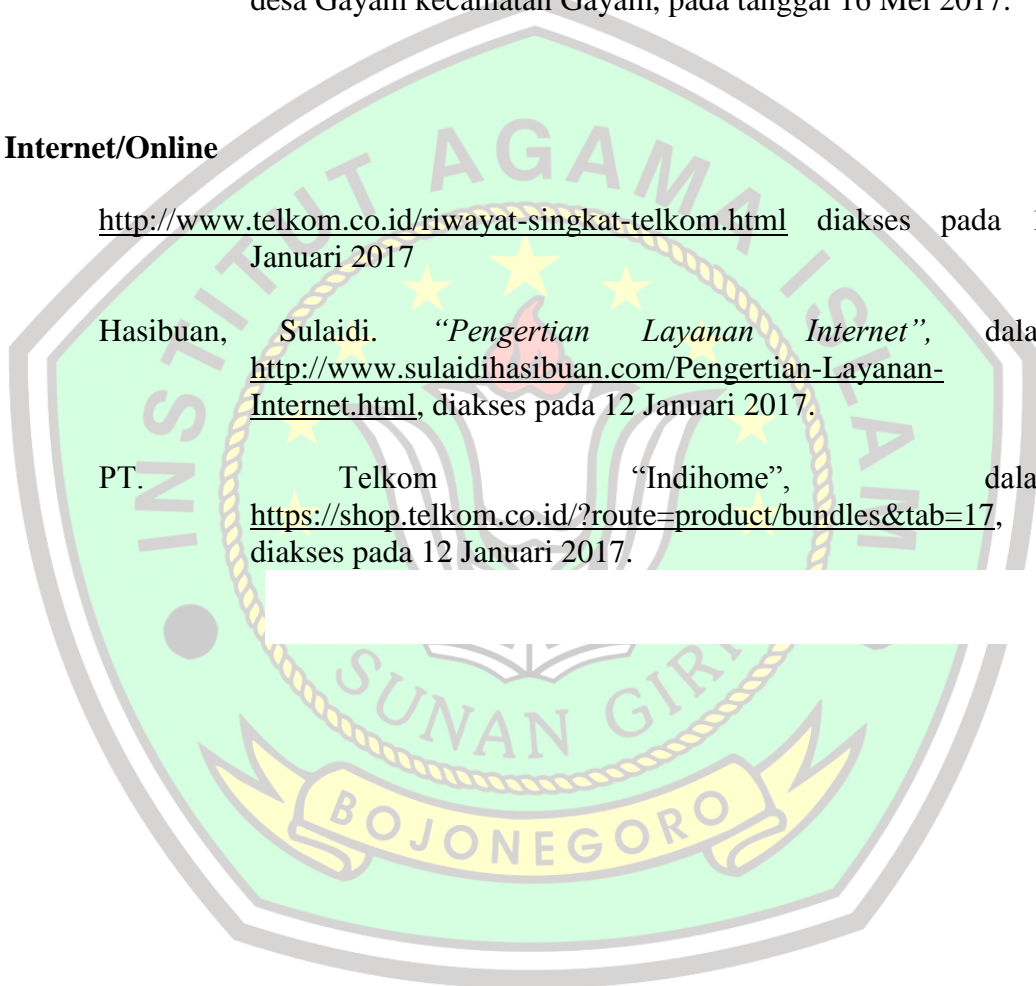 desa Gayam kecamatan Gayam, pada tanggal 16 Mei 2017.
Internet/Online
http://www.telkom.co.id/riwayat-singkat-telkom.html diakses pada
Januari 2017
Hasibuan, Sulaidi. “Pengertian Layanan Internet”, dala
http://www.sulaidihasibuan.com/Pengertian-Layanan-
Internet.html, diakses pada 12 Januari 2017.
PT. Telkom “Indihome”, dala
https://shop.telkom.co.id/?route=product/bundles&tab=17,
diakses pada 12 Januari 2017.
INSTITUT AGAMA ISLAM
SUNAN GIRI
BOJONEGORO